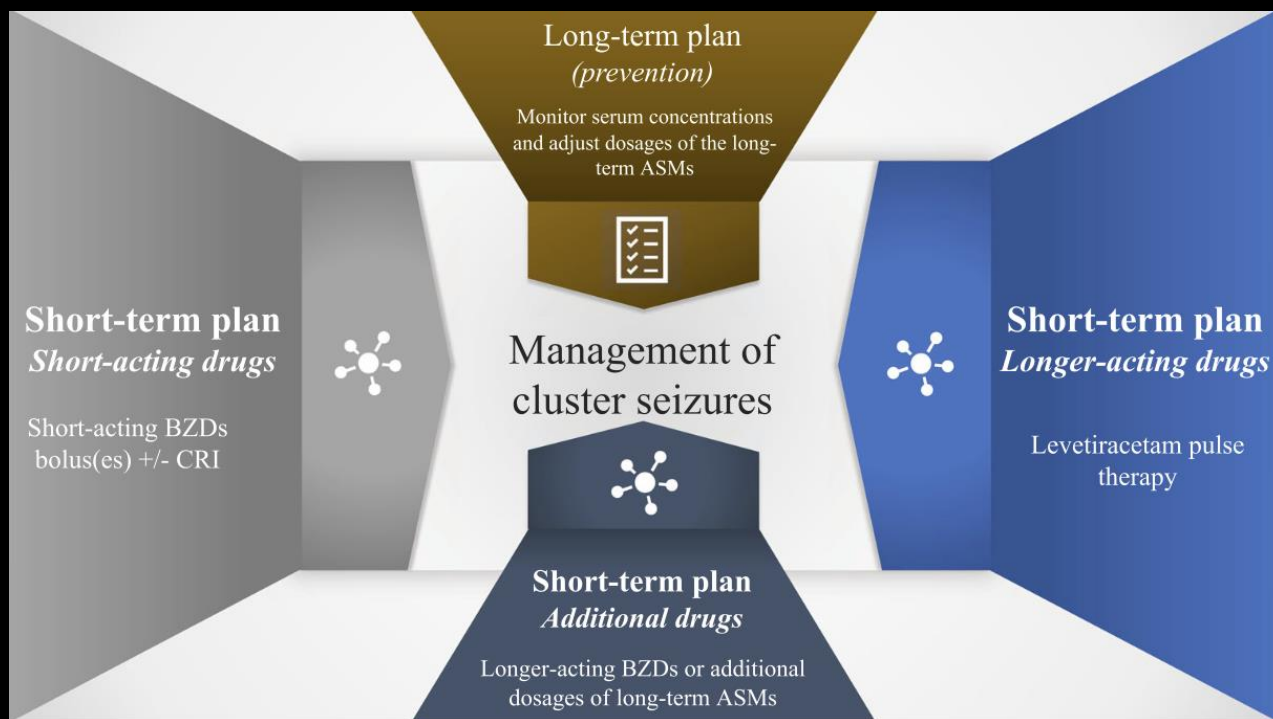 Long-term plan
(prevention)
Monitor serum concentrations
and adjust dosages of the long-
term ASMs
Short-term plan
Short-acting drugs
Short-acting BZDs
bolus(es) +/- CRI
Management of
cluster seizures
Short-term plan
Longer-acting drugs
Levetiracetam pulse
therapy
Short-term plan
Additional drugs
Longer-acting BZDs or additional
dosages of long-term ASMs